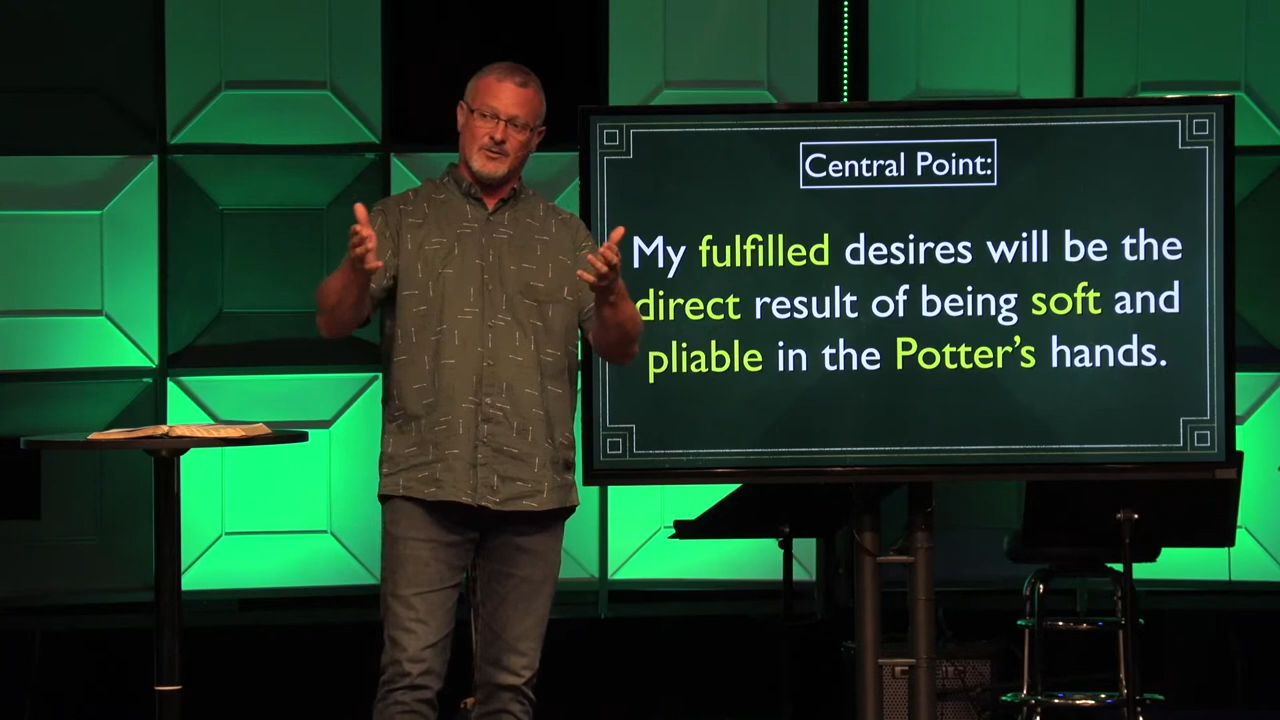 Central Point:
My fulfilled desires will be the
direct result of being soft and
pliable in the Potter's hands.